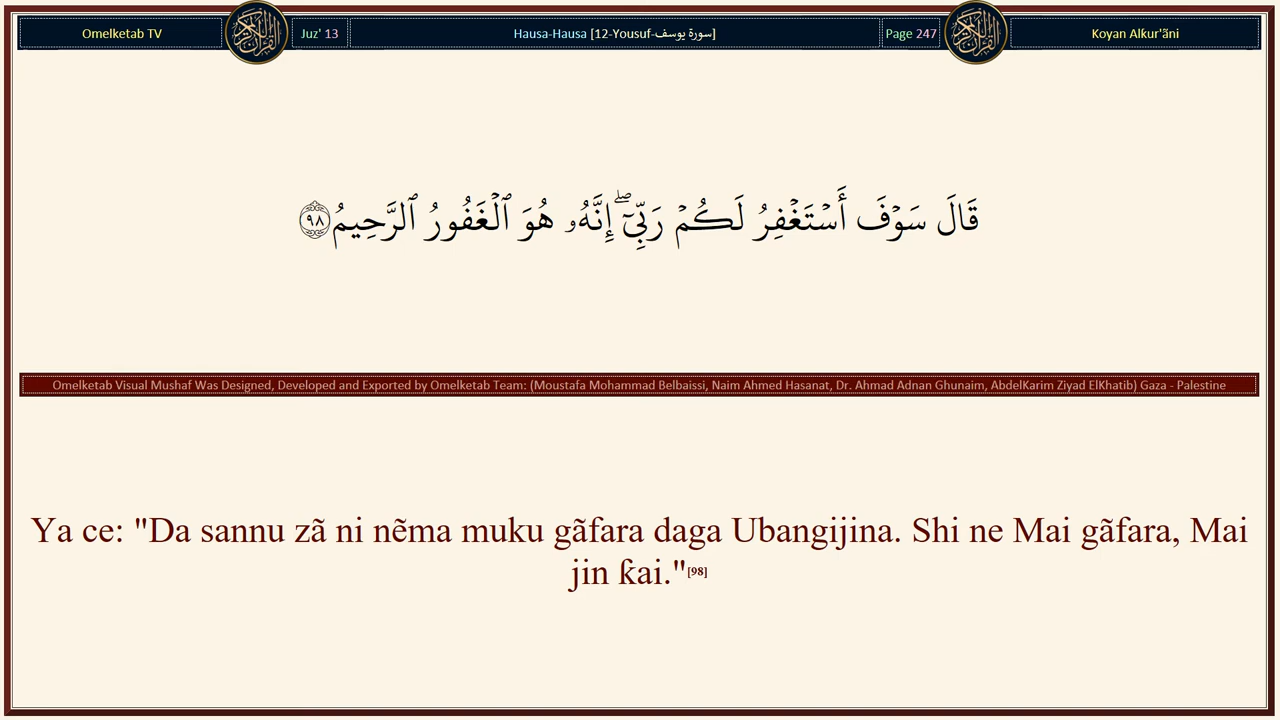 Omelketab TV
Juz' 13
Hausa-Hausa [12-Yousuf-سورة يوسف]
Page 247
Koyan Alƙur'ãni
قَالَ سَوۡفَ أَسۡتَغۡفِرُ لَكُمۡ رَبِّيٓۖ إِنَّهُۥ هُوَ ٱلۡغَفُورُ ٱلرَّحِيمُ ٩٨
Omelketab Visual Mushaf Was Designed, Developed and Exported by Omelketab Team: (Moustafa Mohammad Belbaissi, Naim Ahmed Hasanat, Dr. Ahmad Adnan Ghunaim, AbdelKarim Ziyad ElKhatib) Gaza - Palestine
Ya ce: "Da sannu zã ni nẽma muku gãfara daga Ubangijina. Shi ne Mai gãfara, Mai
jin ƙai."[98]